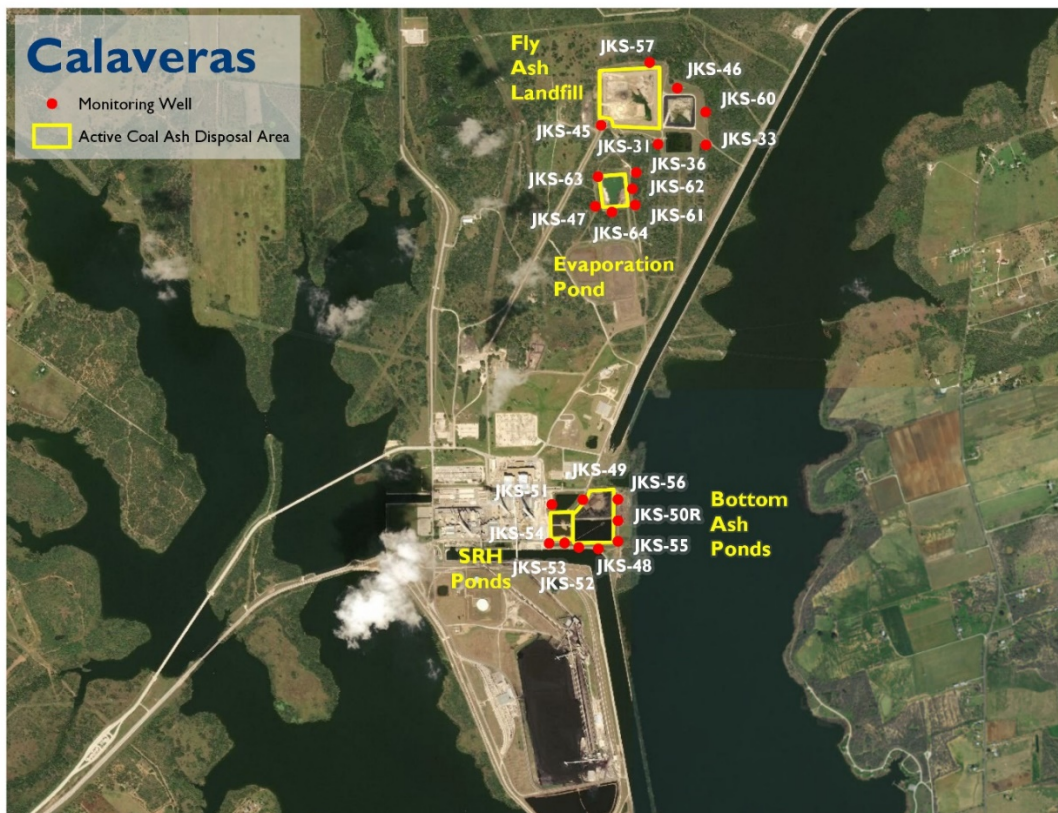 Calaveras
Monitoring Well
Active Coal Ash Disposal Area
Fly
Ash
Landfill
JKS-57
JKS-46
JKS-60
JKS-45
JKS-31
JKS-33
JKS-36
JKS-63
JKS-62
JKS-47
JKS-61
JKS-64
Evaporation
Pond
JKS-49
JKS-56
JKS-51
JKS-50R
Bottom
Ash
Ponds
JKS-54
JKS-55
SRH
Ponds
JKS-53
JKS-48
JKS-52